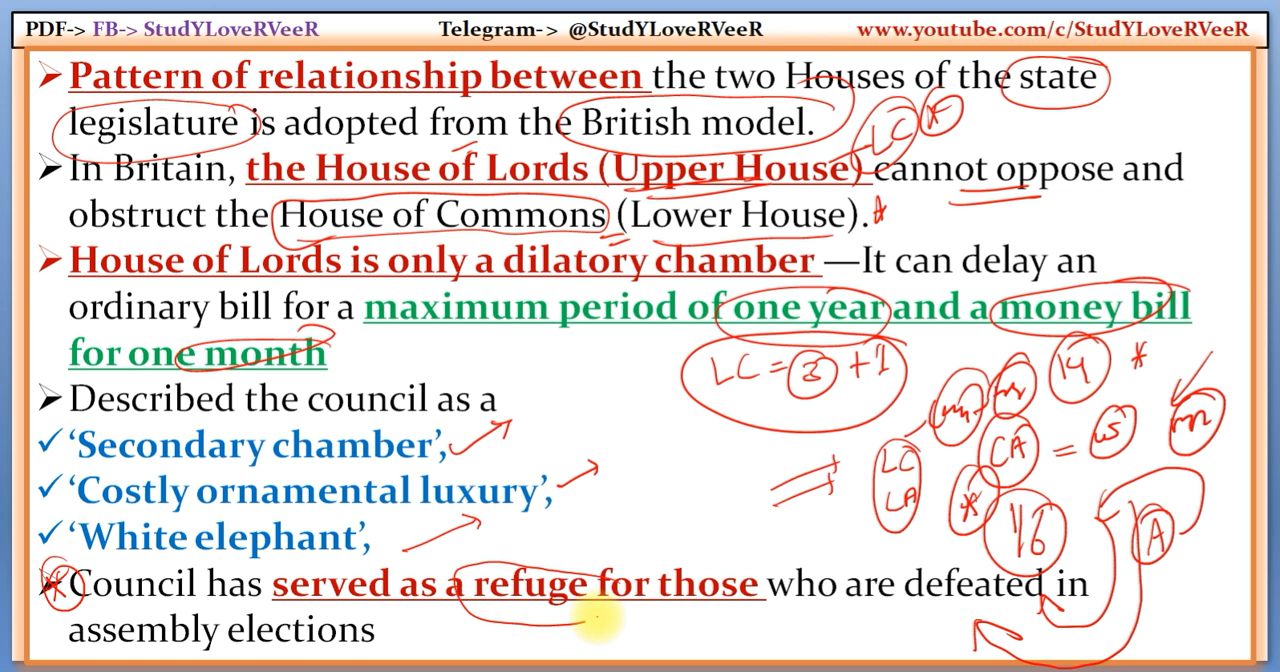 PDF-> FB-> StudYLoveRVeeR Telegram-> @StudYLoveRVeeR www.youtube.com/c/StudYLoveRVeeR
➤Pattern of relationship between the two Houses of the state
legislature is adopted from the British model.
LC
➤In Britain, the House of Lords (Upper House) cannot oppose and
obstruct the House of Commons (Lower House).
➤House of Lords is only a dilatory chamber —It can delay an
ordinary bill for a maximum period of one year and a money bill
for one month
LC = 3 + 1
14
➤Described the council as a
✓‘Secondary chamber’,
LC
CA =
✓‘Costly ornamental luxury’,
LA
✓‘White elephant’,
1/6
A
➤Council has served as a refuge for those who are defeated in
assembly elections